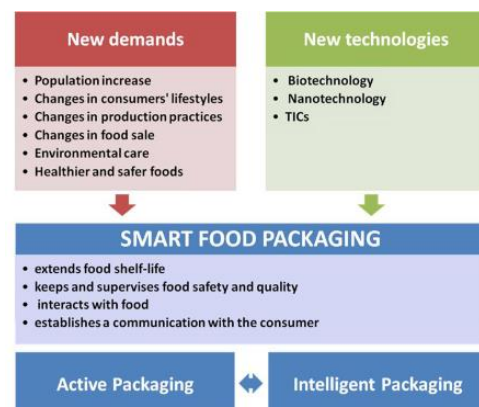 New demands
• Population increase
• Changes in consumers' lifestyles
• Changes in production practices
• Changes in food sale
• Environmental care
• Healthier and safer foods
New technologies
• Biotechnology
• Nanotechnology
• TICs
SMART FOOD PACKAGING
• extends food shelf-life
• keeps and supervises food safety and quality
• interacts with food
• establishes a communication with the consumer
Active Packaging
Intelligent Packaging